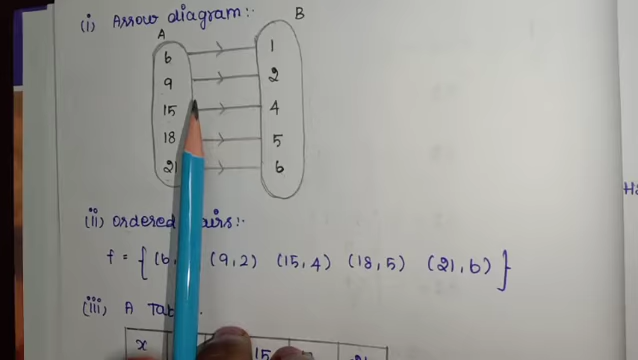 (i) Arrow diagram:-
A B
6 1
9 2
15 4
18 5
21 6
(ii) Ordered :-
f = { (6, (9,2) (15,4) (18,5) (21,6) }
(iii) A
x 15